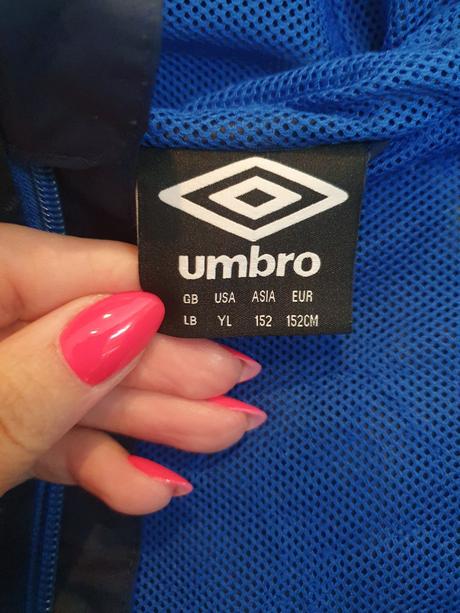 umbro
GB USA ASIA EUR
LB YL 152 152CM